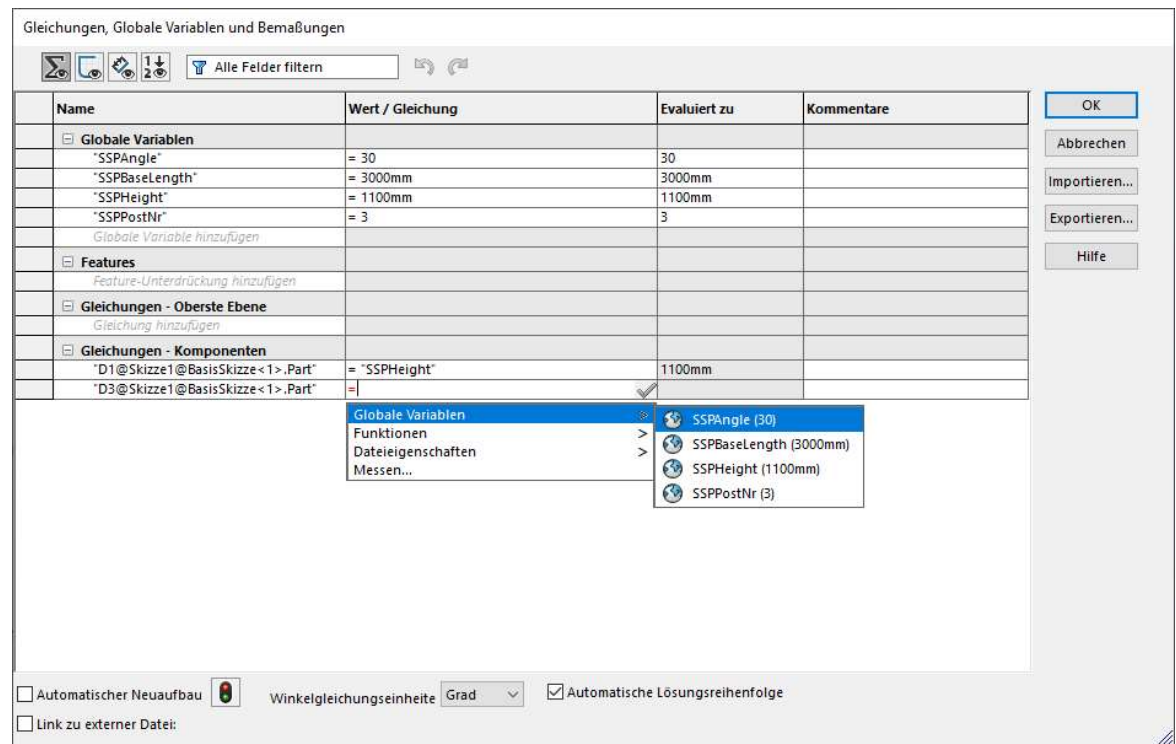 Gleichungen, Globale Variablen und Bemaßungen
Alle Felder filtern
Name Wert / Gleichung Evaluiert zu Kommentare
Globale Variablen
"SSPAngle" = 30 30
"SSPBaseLength" = 3000mm 3000mm
"SSPHeight" = 1100mm 1100mm
"SSPPostNr" = 3 3
Globale Variable hinzufügen
Features
Feature-Unterdrückung hinzufügen
Gleichungen - Oberste Ebene
Gleichung hinzufügen
Gleichungen - Komponenten
"D1@Skizze1@BasisSkizze<1>.Part" = "SSPHeight" 1100mm
"D3@Skizze1@BasisSkizze<1>.Part" =
Globale Variablen >
Funktionen >
Dateieigenschaften >
Messen...
SSPAngle (30)
SSPBaseLength (3000mm)
SSPHeight (1100mm)
SSPPostNr (3)
OK
Abbrechen
Importieren...
Exportieren...
Hilfe
Automatischer Neuaufbau Winkelgleichungseinheite Grad Automatische Lösungsreihenfolge
Link zu externer Datei: